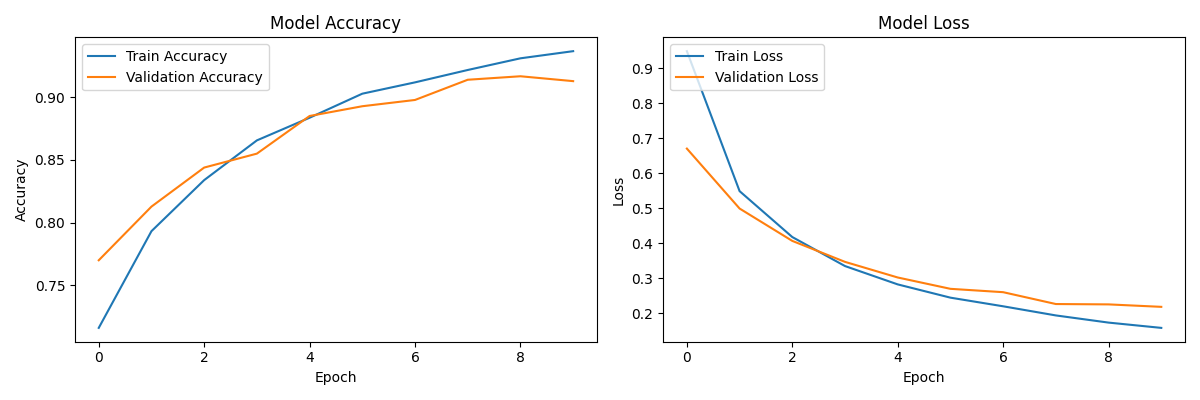 Model Accuracy
Train Accuracy
Validation Accuracy
0.90
0.85
0.80
0.75
Accuracy
0 2 4 6 8
Epoch
Model Loss
Train Loss
Validation Loss
0.9
0.8
0.7
0.6
0.5
0.4
0.3
0.2
Loss
0 2 4 6 8
Epoch